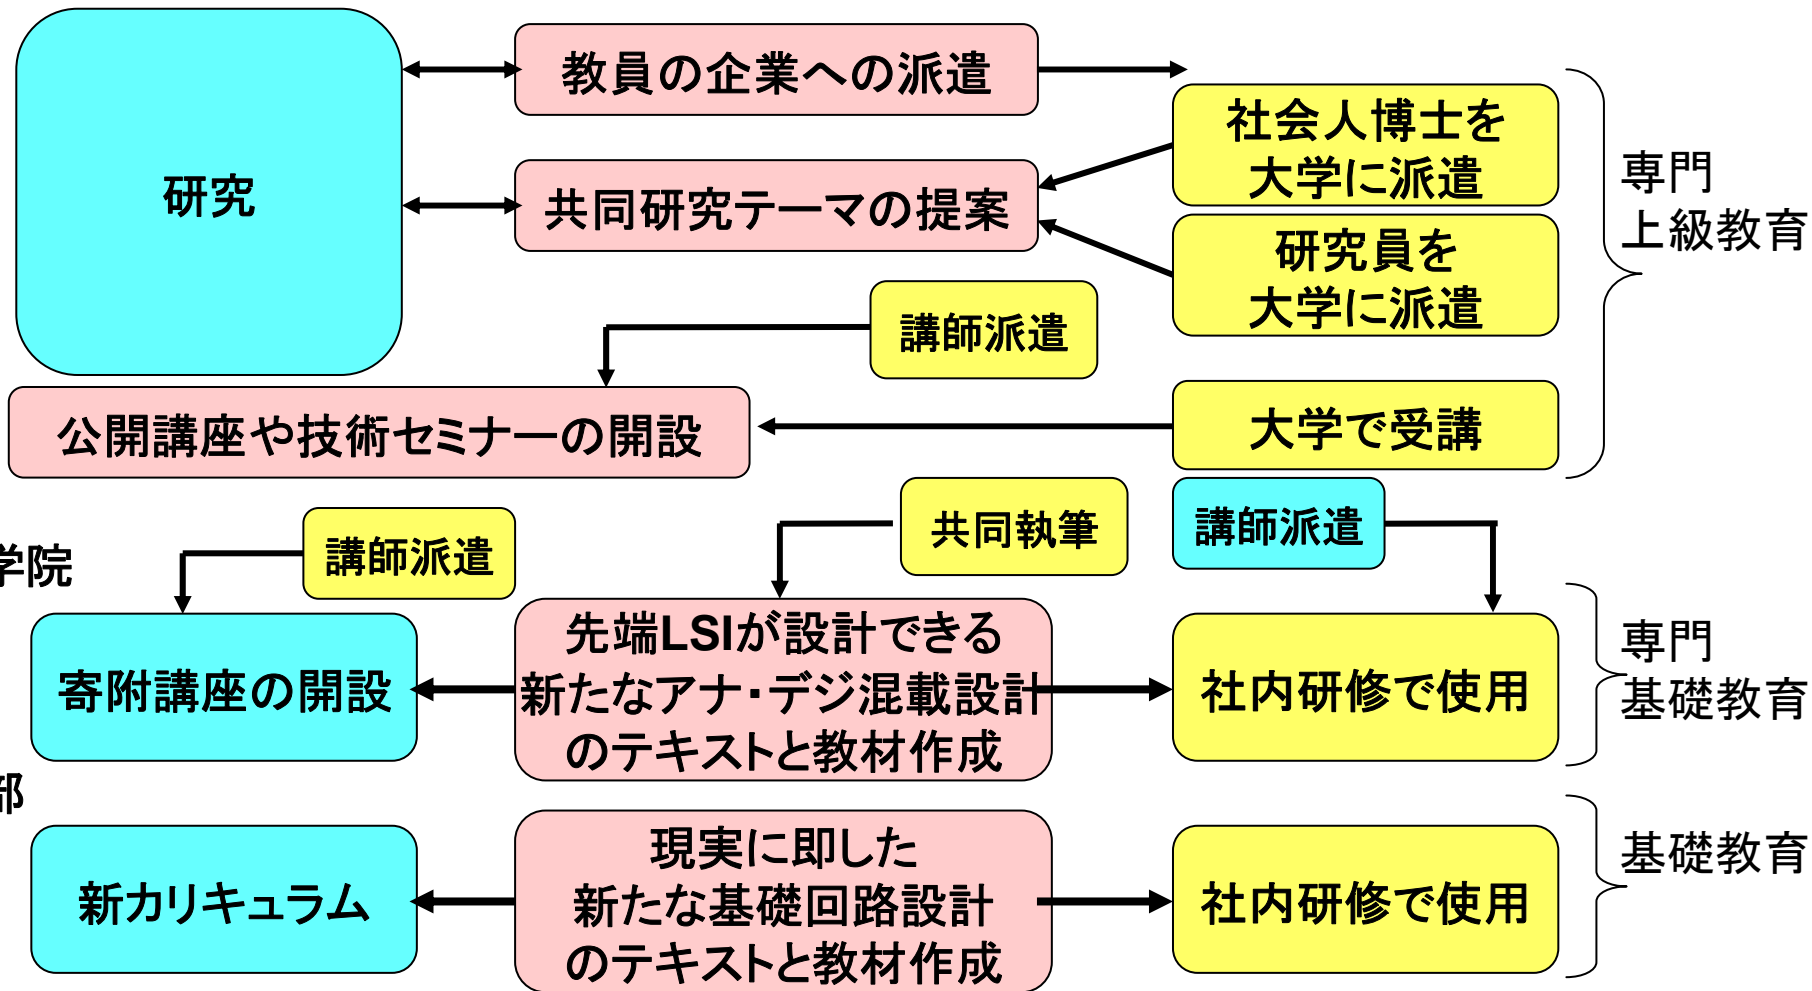 研究
教員の企業への派遣
共同研究テーマの提案
社会人博士を
大学に派遣
研究員を
大学に派遣
専門
上級教育
講師派遣
公開講座や技術セミナーの開設
大学で受講
学院
講師派遣
共同執筆
講師派遣
寄附講座の開設
先端LSIが設計できる
新たなアナ・デジ混載設計
のテキストと教材作成
社内研修で使用
専門
基礎教育
部
新カリキュラム
現実に即した
新たな基礎回路設計
のテキストと教材作成
社内研修で使用
基礎教育